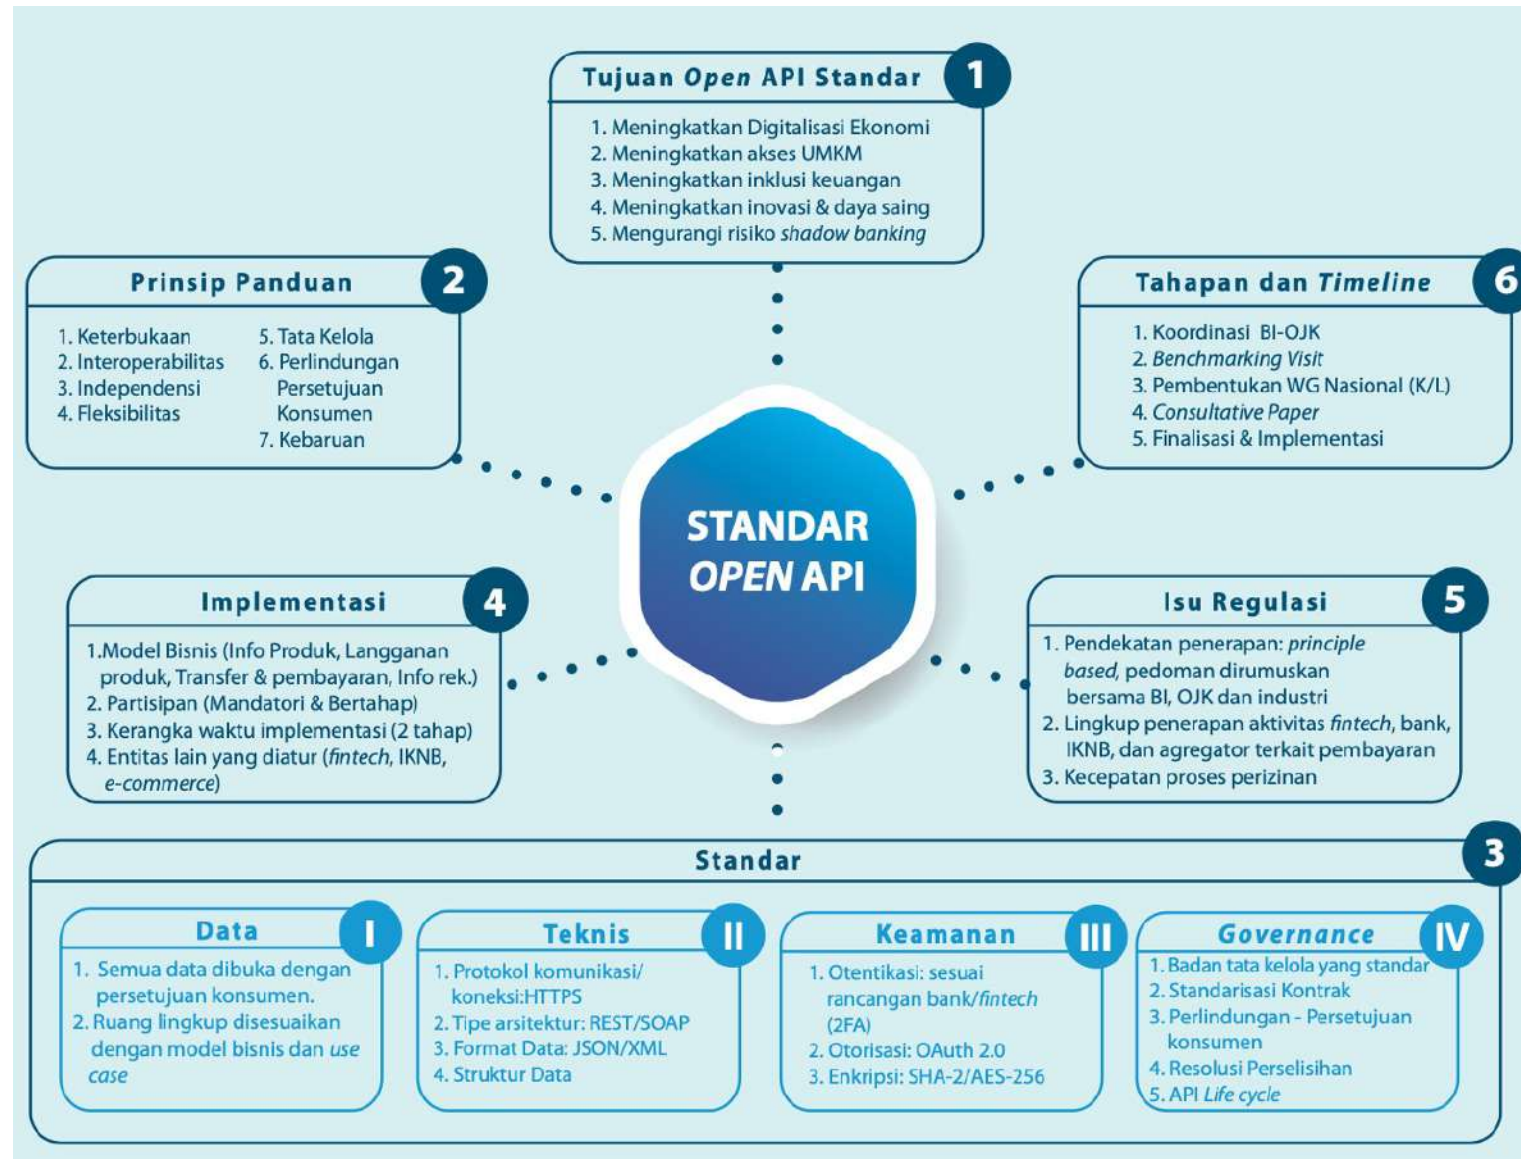 Tujuan Open API Standar
1
1. Meningkatkan Digitalisasi Ekonomi
2. Meningkatkan akses UMKM
3. Meningkatkan inklusi keuangan
4. Meningkatkan inovasi & daya saing
5. Mengurangi risiko shadow banking
Prinsip Panduan
2
1. Keterbukaan
2. Interoperabilitas
3. Independensi
4. Fleksibilitas
5. Tata Kelola
6. Perlindungan
Persetujuan
Konsumen
7. Kebaruan
Tahapan dan Timeline
6
1. Koordinasi BI-OJK
2. Benchmarking Visit
3. Pembentukan WG Nasional (K/L)
4. Consultative Paper
5. Finalisasi & Implementasi
STANDAR
OPEN API
Implementasi
4
1.Model Bisnis (Info Produk, Langganan
produk, Transfer & pembayaran, Info rek.)
2. Partisipan (Mandatori & Bertahap)
3. Kerangka waktu implementasi (2 tahap)
4. Entitas lain yang diatur (fintech, IKNB,
e-commerce)
Isu Regulasi
5
1. Pendekatan penerapan: principle
based, pedoman dirumuskan
bersama BI, OJK dan industri
2. Lingkup penerapan aktivitas fintech, bank,
IKNB, dan agregator terkait pembayaran
3. Kecepatan proses perizinan
Standar
3
Data
I
1. Semua data dibuka dengan
persetujuan konsumen.
2. Ruang lingkup disesuaikan
dengan model bisnis dan use
case
Teknis
II
1. Protokol komunikasi/
koneksi:HTTPS
2. Tipe arsitektur: REST/SOAP
3. Format Data: JSON/XML
4. Struktur Data
Keamanan
III
1. Otentikasi: sesuai
rancangan bank/fintech
(2FA)
2. Otorisasi: OAuth 2.0
3. Enkripsi: SHA-2/AES-256
Governance
IV
1. Badan tata kelola yang standar
2. Standarisasi Kontrak
3. Perlindungan - Persetujuan
konsumen
4. Resolusi Perselisihan
5. API Life cycle